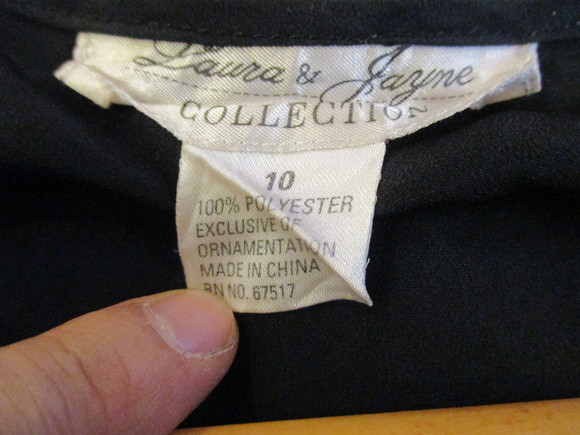 Laura & Jayne
COLLECTION
10
100% POLYESTER
EXCLUSIVE OF
ORNAMENTATION
MADE IN CHINA
RN NO. 67517